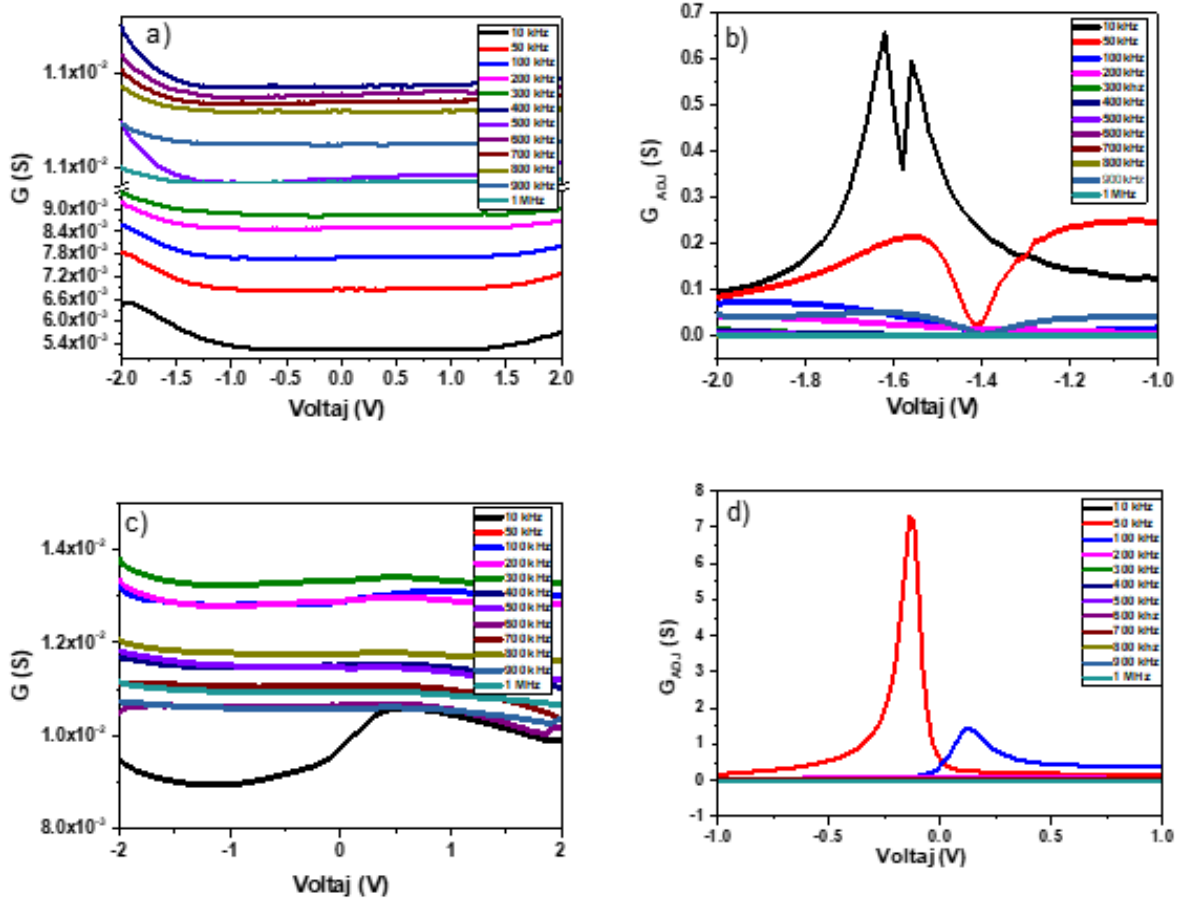 a)
1.1x10⁻²
1.1x10⁻²
9.0x10⁻³
8.4x10⁻³
7.8x10⁻³
7.2x10⁻³
6.6x10⁻³
6.0x10⁻³
5.4x10⁻³
G (S)
-2.0 -1.5 -1.0 -0.5 0.0 0.5 1.0 1.5 2.0
Voltaj (V)
10 kHz
50 kHz
100 kHz
200 kHz
300 kHz
400 kHz
500 kHz
600 kHz
700 kHz
800 kHz
900 kHz
1 MHz
b)
0.7
0.6
0.5
0.4
0.3
0.2
0.1
0.0
G ADJ (S)
-2.0 -1.8 -1.6 -1.4 -1.2 -1.0
Voltaj (V)
10 kHz
50kHz
100 kHz
200 kHz
300 kHz
400 kHz
500 kHz
600 kHz
700 kHz
800 kHz
900 kHz
1 MHz
c)
1.4x10⁻²
1.2x10⁻²
1.0x10⁻²
8.0x10⁻³
G (S)
-2 -1 0 1 2
Voltaj (V)
10 kHz
50 kHz
100 kHz
200 kHz
300 kHz
400 kHz
500 kHz
600 kHz
700 kHz
800 kHz
900 kHz
1 MHz
d)
8
7
6
5
4
3
2
1
0
-1
G ADJ (S)
-1.0 -0.5 0.0 0.5 1.0
Voltaj (V)
10 kHz
50 kHz
100 kHz
200 kHz
300 kHz
400 kHz
500 kHz
600 kHz
700 kHz
800 kHz
900 kHz
1 MHz